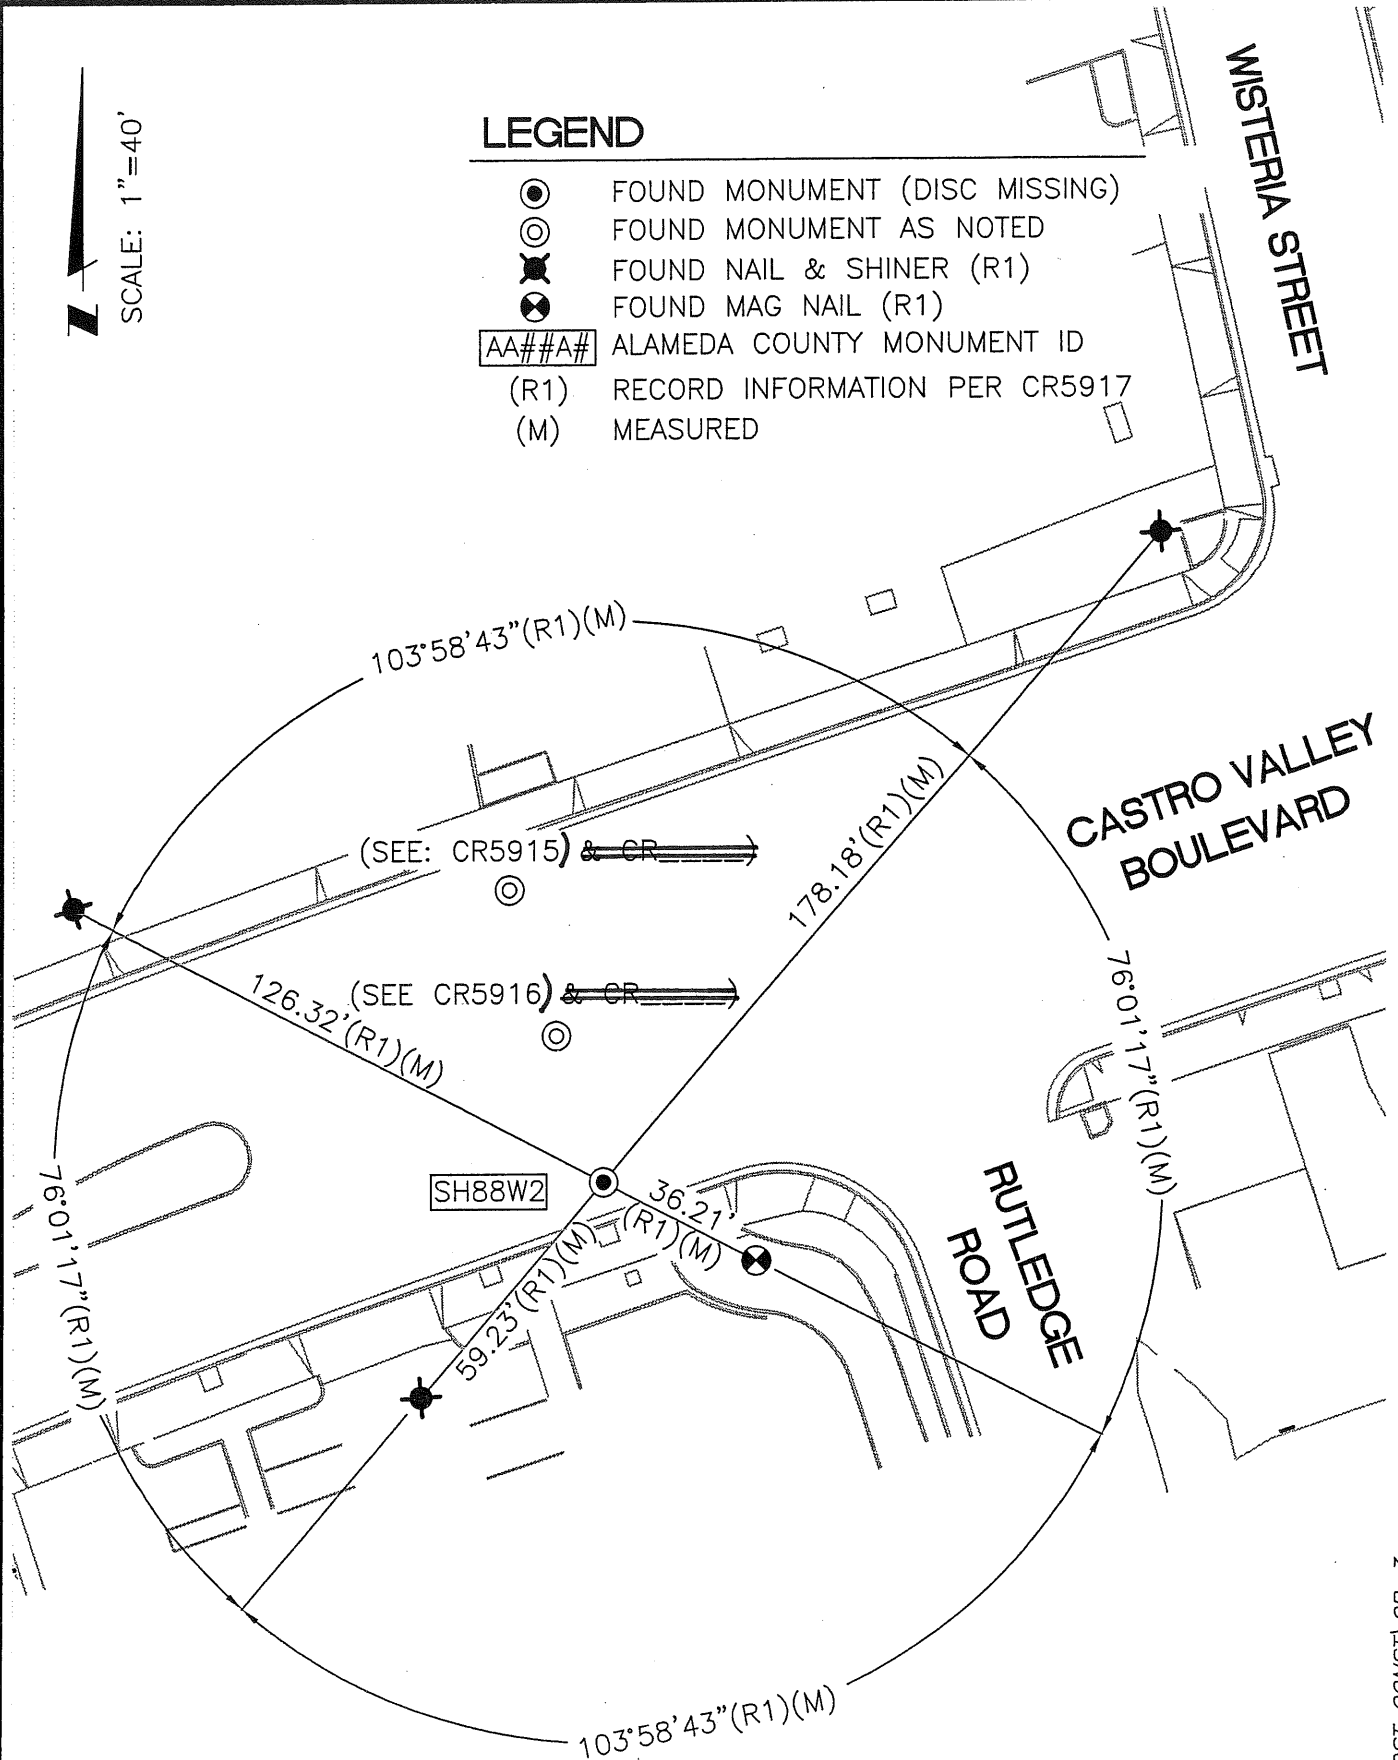 WISTERIA STREET
SCALE: 1"=40'
N
LEGEND
FOUND MONUMENT (DISC MISSING)
FOUND MONUMENT AS NOTED
FOUND NAIL & SHINER (R1)
FOUND MAG NAIL (R1)
AA##A# ALAMEDA COUNTY MONUMENT ID
(R1) RECORD INFORMATION PER CR5917
(M) MEASURED
103°58'43"(R1)(M)
CASTRO VALLEY
BOULEVARD
178.18'(R1)(M)
(SEE: CR5915) & CR_____)
126.32'(R1)(M)
(SEE CR5916) & CR_____)
76°01'17"(R1)(M)
76°01'17"(R1)(M)
SH88W2
36.21'
(R1)(M)
RUTLEDGE
ROAD
59.23'(R1)(M)
103°58'43"(R1)(M)